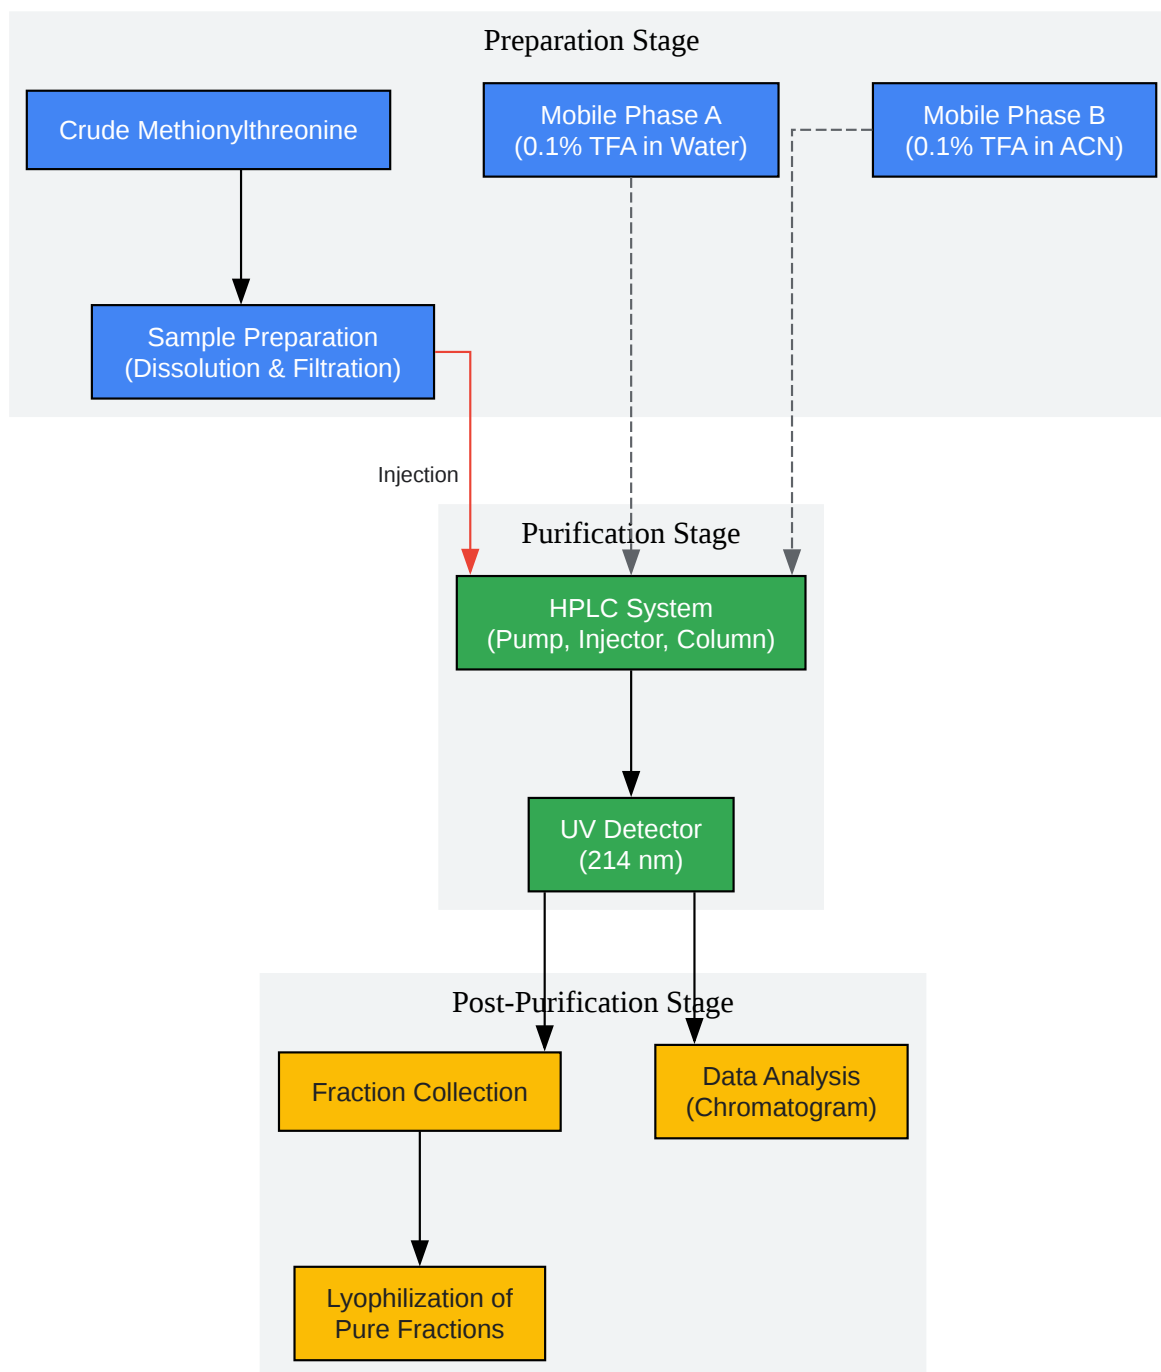 Preparation Stage
Crude Methionylthreonine
Mobile Phase A
(0.1% TFA in Water)
Mobile Phase B
(0.1% TFA in ACN)
Sample Preparation
(Dissolution & Filtration)
Injection
Purification Stage
HPLC System
(Pump, Injector, Column)
UV Detector
(214 nm)
Post-Purification Stage
Fraction Collection
Data Analysis
(Chromatogram)
Lyophilization of
Pure Fractions